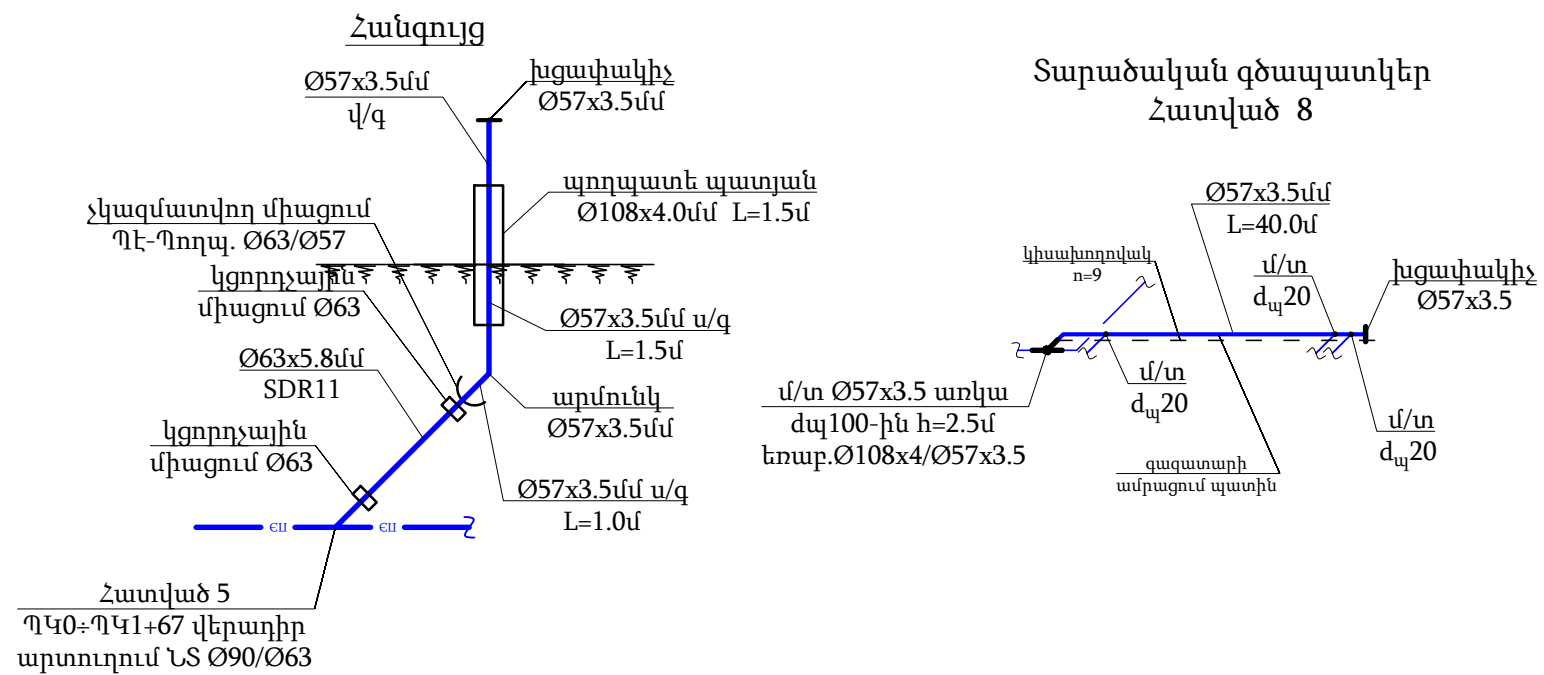 Հանգույց
Ø57x3.5մմ
վ/գ
խցափակիչ
Ø57x3.5մմ
պողպատե պատյան
Ø108x4.0մմ L=1.5մ
չկազմատվող միացում
Պէ-Պողպ. Ø63/Ø57
կցորդչային
միացում Ø63
Ø57x3.5մմ ս/գ
L=1.5մ
Ø63x5.8մմ
SDR11
արմունկ
Ø57x3.5մմ
կցորդչային
միացում Ø63
Ø57x3.5մմ ս/գ
L=1.0մ
ПЭ
ПЭ
Հատված 5
ՊԿ0÷ՊԿ1+67 վերադիր
արտուղում ՆՏ Ø90/Ø63
Տարածական գծապատկեր
Հատված 8
Ø57x3.5մմ
L=40.0մ
կիսախողովակ
n=9
մ/տ
dպ20
խցափակիչ
Ø57x3.5
մ/տ Ø57x3.5 առկա
dպ100-ին h=2.5մ
եռաբ.Ø108x4/Ø57x3.5
մ/տ
dպ20
մ/տ
dպ20
գազատարի
ամրացում պատին